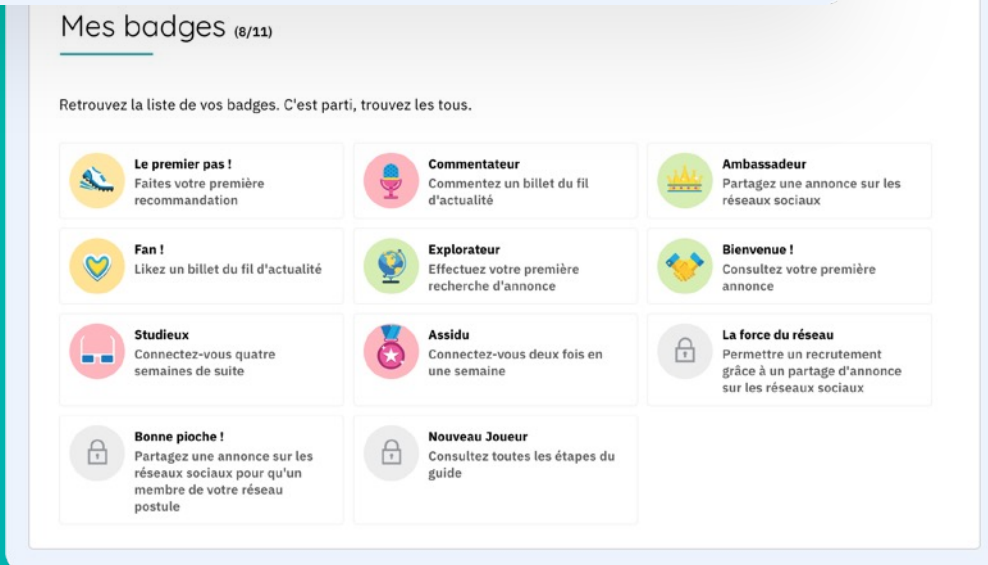 Mes badges (8/11)
Retrouvez la liste de vos badges. C'est parti, trouvez les tous.
Le premier pas !
Faites votre première
recommandation
Commentateur
Commentez un billet du fil
d'actualité
Ambassadeur
Partagez une annonce sur les
réseaux sociaux
Fan !
Likez un billet du fil d'actualité
Explorateur
Effectuez votre première
recherche d'annonce
Bienvenue !
Consultez votre première
annonce
Studieux
Connectez-vous quatre
semaines de suite
Assidu
Connectez-vous deux fois en
une semaine
La force du réseau
Permettre un recrutement
grâce à un partage d'annonce
sur les réseaux sociaux
Bonne pioche !
Partagez une annonce sur les
réseaux sociaux pour qu'un
membre de votre réseau
postule
Nouveau Joueur
Consultez toutes les étapes du
guide